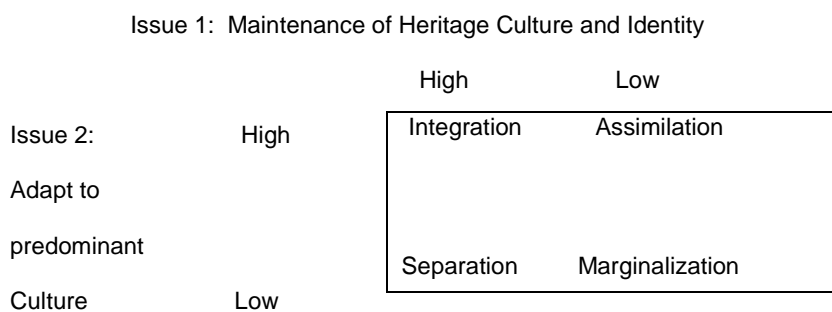 Issue 1: Maintenance of Heritage Culture and Identity
High Low
Issue 2: High Integration Assimilation
Adapt to
predominant
Separation Marginalization
Culture Low